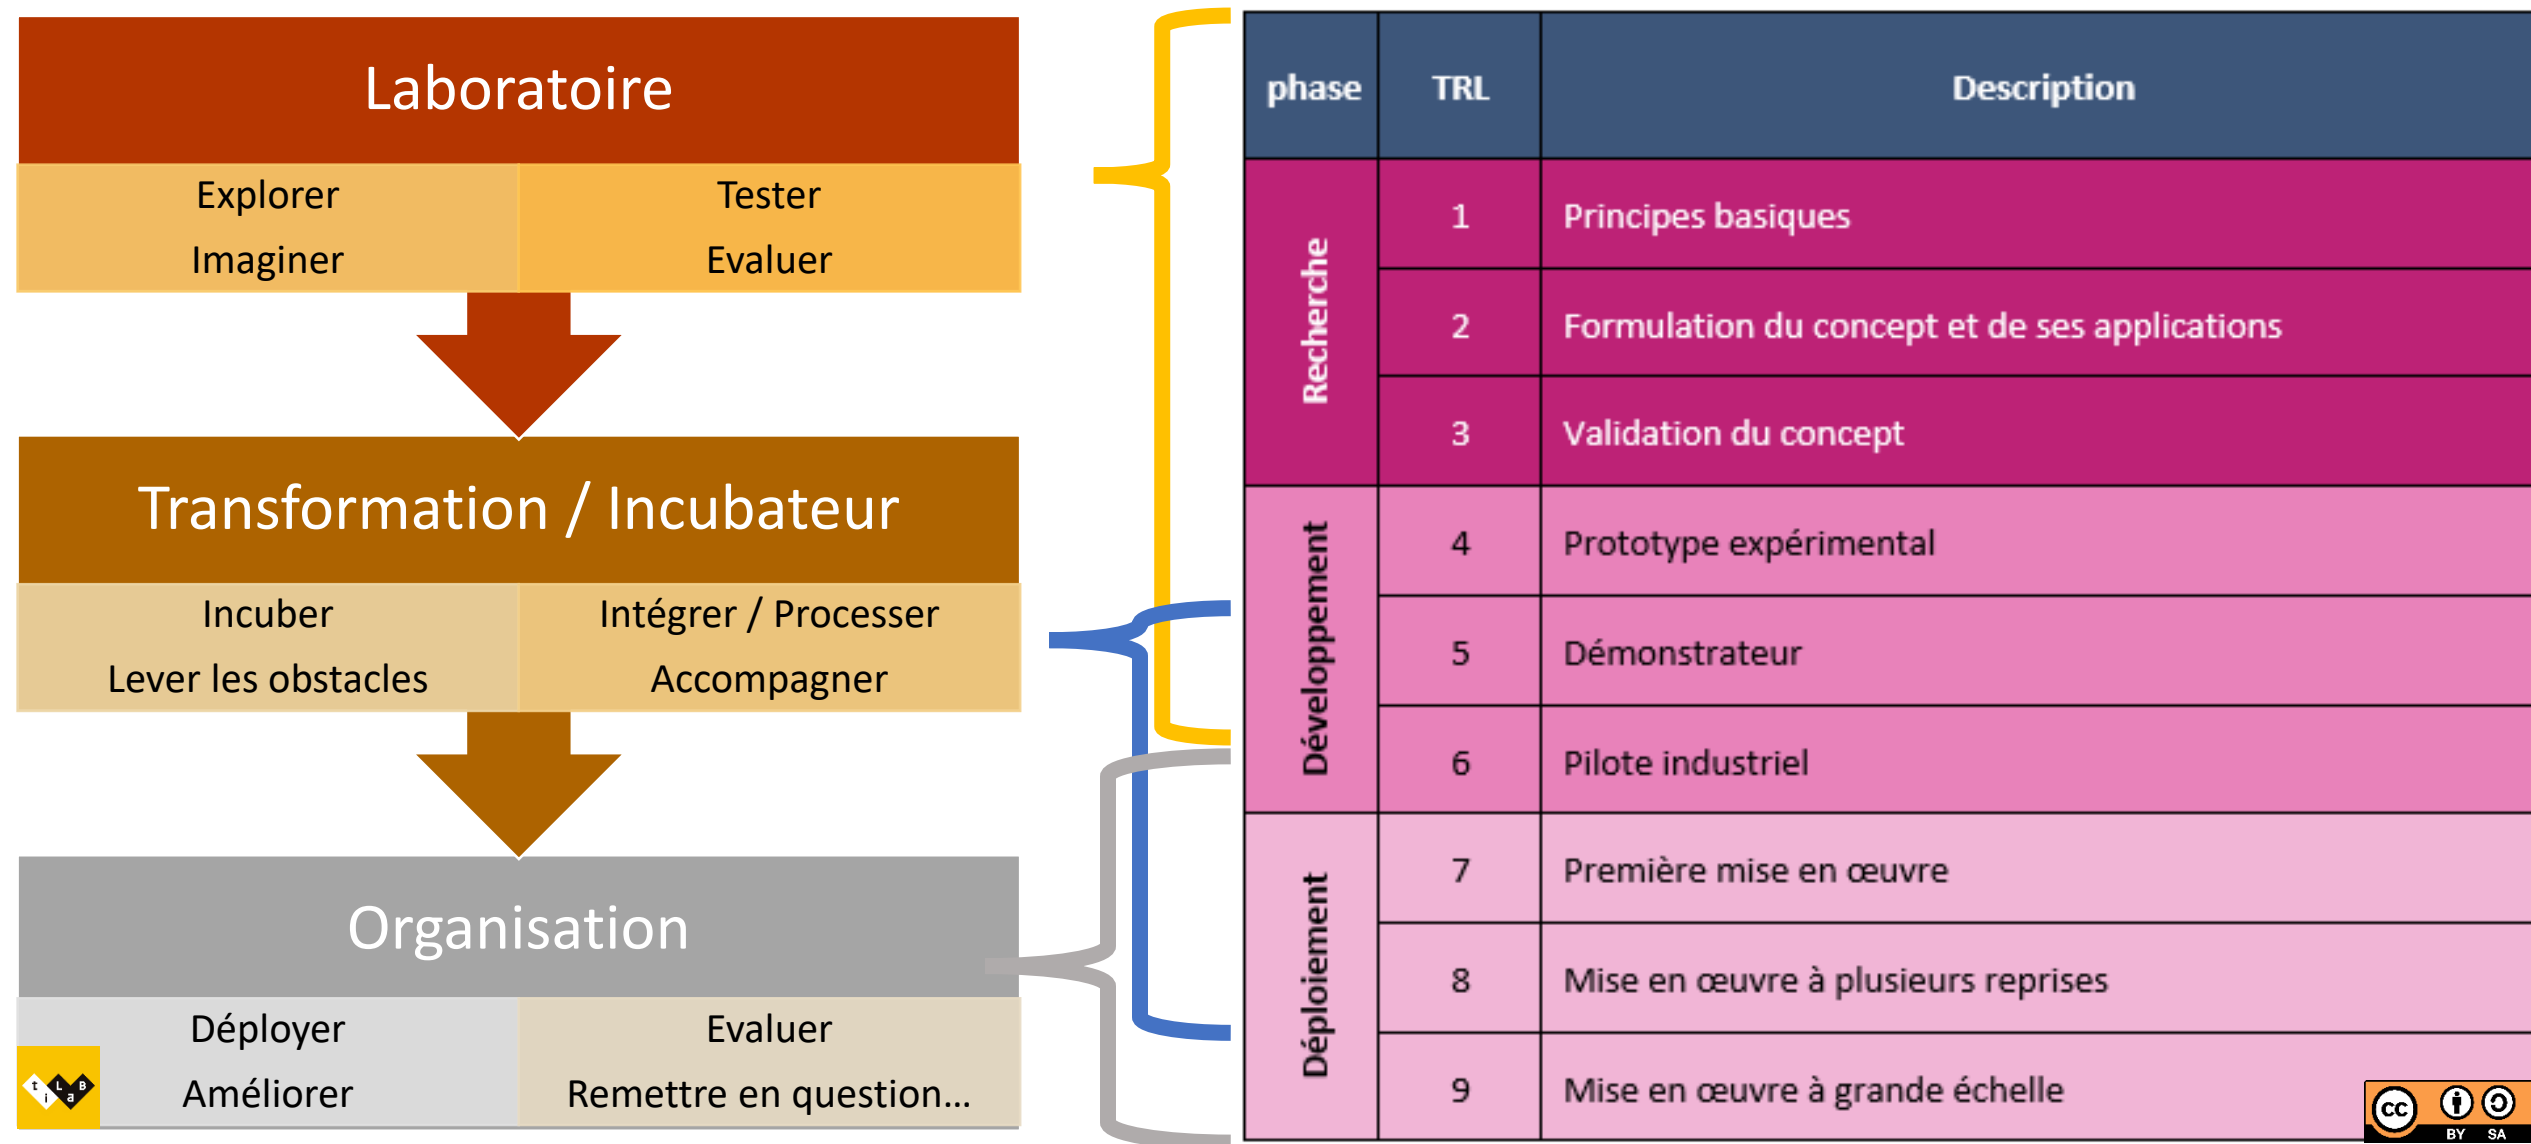 Laboratoire
Explorer
Imaginer
Tester
Evaluer
Transformation / Incubateur
Incuber
Lever les obstacles
Intégrer / Processer
Accompagner
Organisation
Déployer
Améliorer
Evaluer
Remettre en question...
t L B
i a
phase TRL Description
Recherche
1 Principes basiques
2 Formulation du concept et de ses applications
3 Validation du concept
Développement
4 Prototype expérimental
5 Démonstrateur
6 Pilote industriel
Déploiement
7 Première mise en œuvre
8 Mise en œuvre à plusieurs reprises
9 Mise en œuvre à grande échelle
cc
BY SA